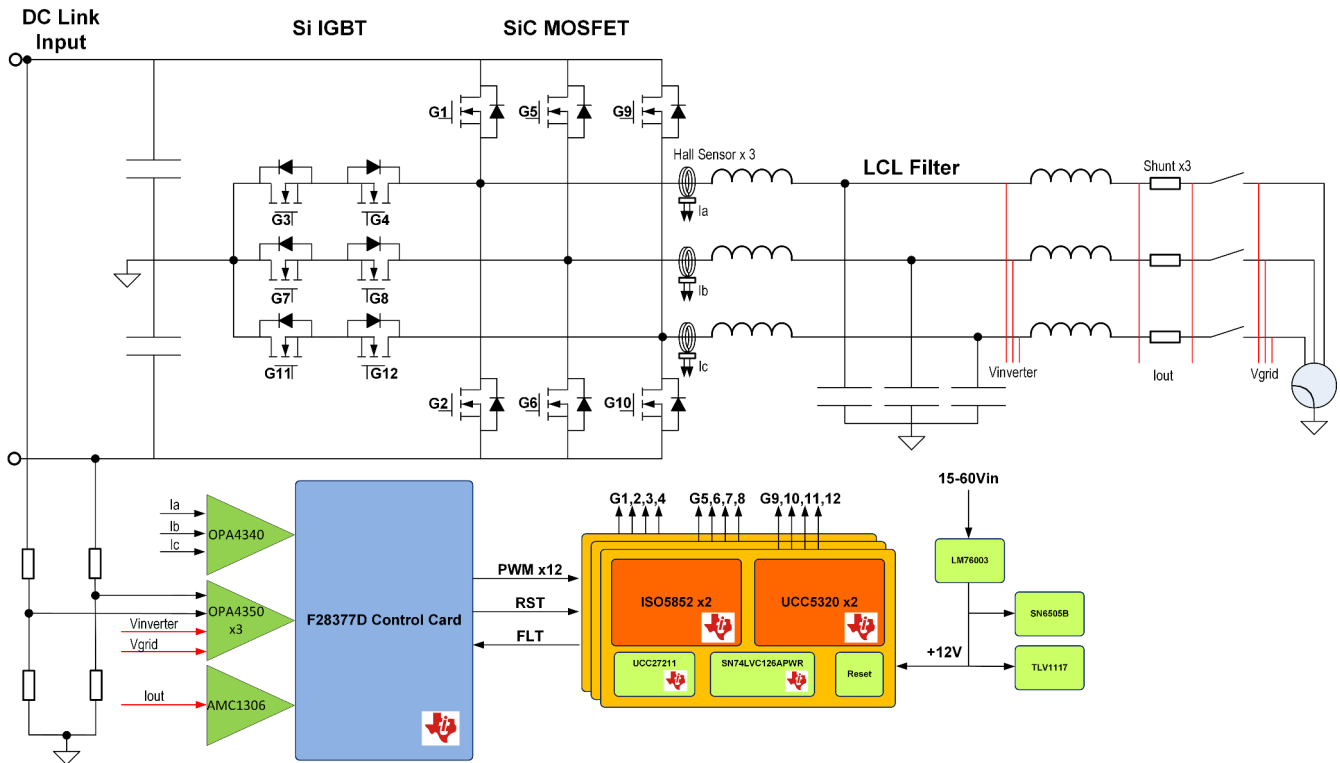 DC Link
Input
Si IGBT
SiC MOSFET
G1
G5
G9
Hall Sensor x 3
LCL Filter
Shunt x3
G3
G4
Ia
G7
G8
Ib
G11
G12
Ic
Vinverter
Iout
Vgrid
G2
G6
G10
15-60Vin
G1,2,3,4
G5,6,7,8
G9,10,11,12
Ia
Ib
Ic
OPA4340
LM76003
PWM x12
ISO5852 x2
UCC5320 x2
SN6505B
OPA4350
x3
F28377D Control Card
RST
Vinverter
Vgrid
FLT
+12V
UCC27211
SN74LVC126APWR
Reset
TLV1117
Iout
AMC1306